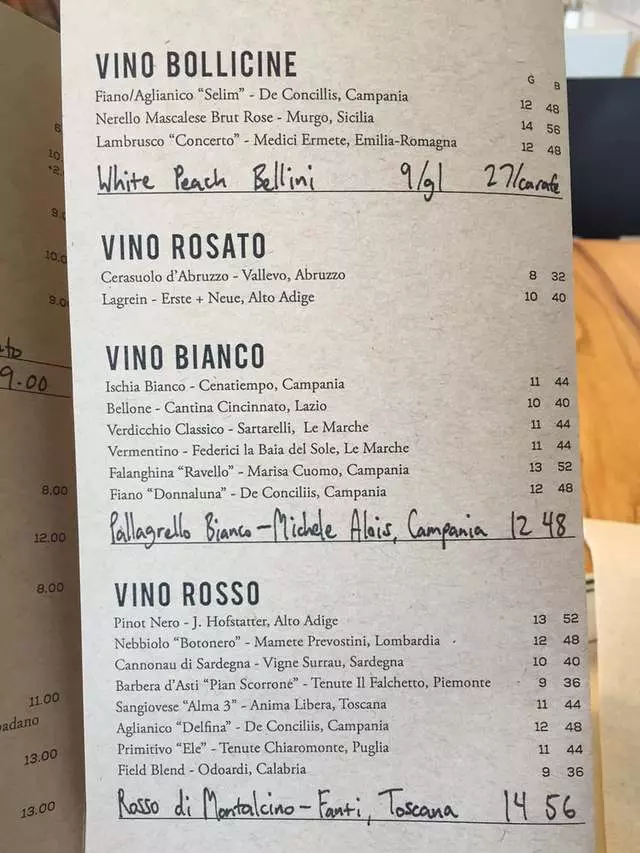 VINO BOLLICINE
G B
Fiano/Aglianico “Selim” - De Concillis, Campania 12 48
Nerello Mascalese Brut Rose - Murgo, Sicilia 14 56
Lambrusco “Concerto” - Medici Ermete, Emilia-Romagna 12 48
White Peach Bellini 9/gl 27/carafe
VINO ROSATO
Cerasuolo d’Abruzzo - Vallevo, Abruzzo 8 32
Lagrein - Erste + Neue, Alto Adige 10 40
VINO BIANCO
Ischia Bianco - Cenatiempo, Campania 11 44
Bellone - Cantina Cincinnato, Lazio 10 40
Verdicchio Classico - Sartarelli, Le Marche 11 44
Vermentino - Federici la Baia del Sole, Le Marche 11 44
Falanghina “Ravello” - Marisa Cuomo, Campania 13 52
Fiano “Donnaluna” - De Conciliis, Campania 12 48
Pallagrello Bianco - Michele Alois, Campania 12 48
VINO ROSSO
Pinot Nero - J. Hofstatter, Alto Adige 13 52
Nebbiolo “Botonero” - Mamete Prevostini, Lombardia 12 48
Cannonau di Sardegna - Vigne Surrau, Sardegna 10 40
Barbera d’Asti “Pian Scorrone” - Tenute Il Falchetto, Piemonte 9 36
Sangiovese “Alma 3” - Anima Libera, Toscana 11 44
Aglianico “Delfina” - De Conciliis, Campania 12 48
Primitivo “Ele” - Tenute Chiaromonte, Puglia 11 44
Field Blend - Odoardi, Calabria 9 36
Rosso di Montalcino - Fanti, Toscana 14 56
9.00
8.00
12.00
8.00
11.00
adano
13.00
13.00